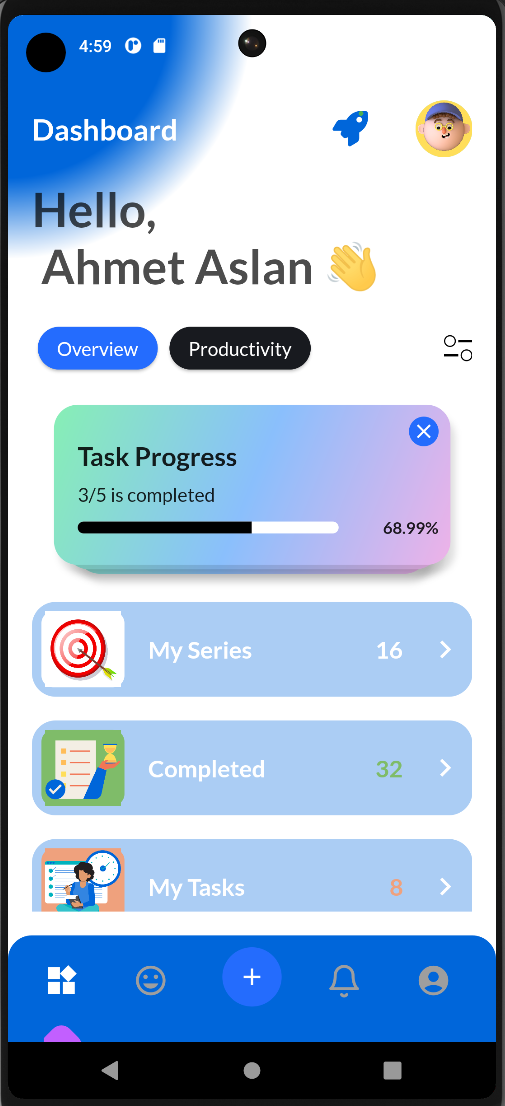 4:59
Dashboard
Hello,
Ahmet Aslan 👋
Overview Productivity
Task Progress
3/5 is completed
68.99%
My Series 16
Completed 32
My Tasks 8